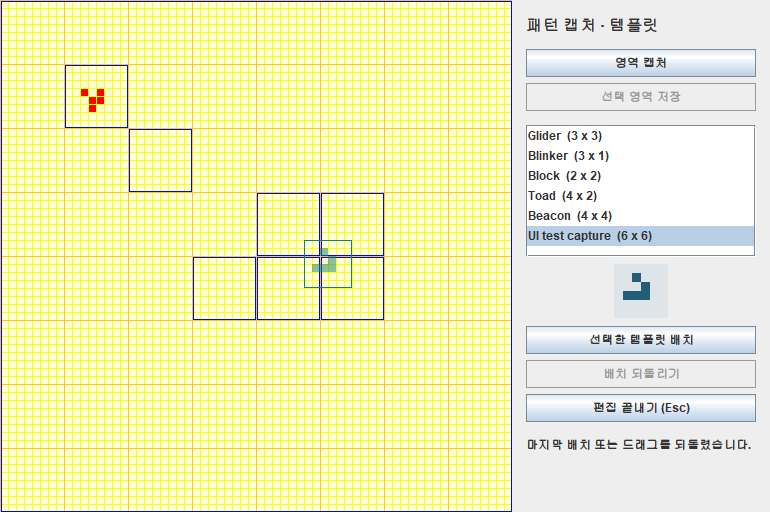 패턴 캡처 · 템플릿
영역 캡처
선택 영역 저장
Glider (3 x 3)
Blinker (3 x 1)
Block (2 x 2)
Toad (4 x 2)
Beacon (4 x 4)
UI test capture (6 x 6)
선택한 템플릿 배치
배치 되돌리기
편집 끝내기 (Esc)
마지막 배치 또는 드래그를 되돌렸습니다.